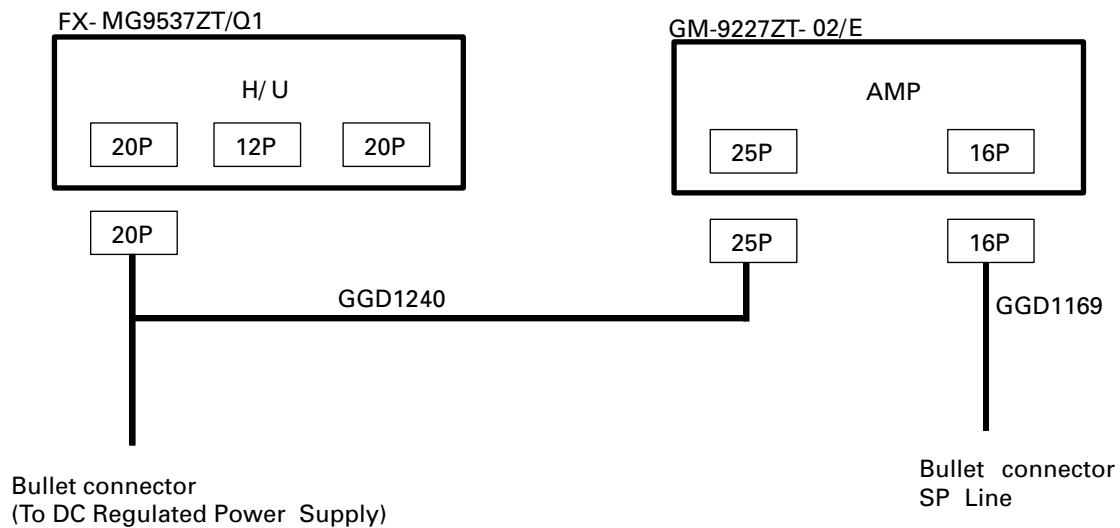 FX- MG9537ZT/Q1
GM-9227ZT- 02/E
H/ U
AMP
20P
12P
20P
25P
16P
20P
25P
16P
GGD1240
GGD1169
Bullet connector
(To DC Regulated Power Supply)
Bullet connector
SP Line